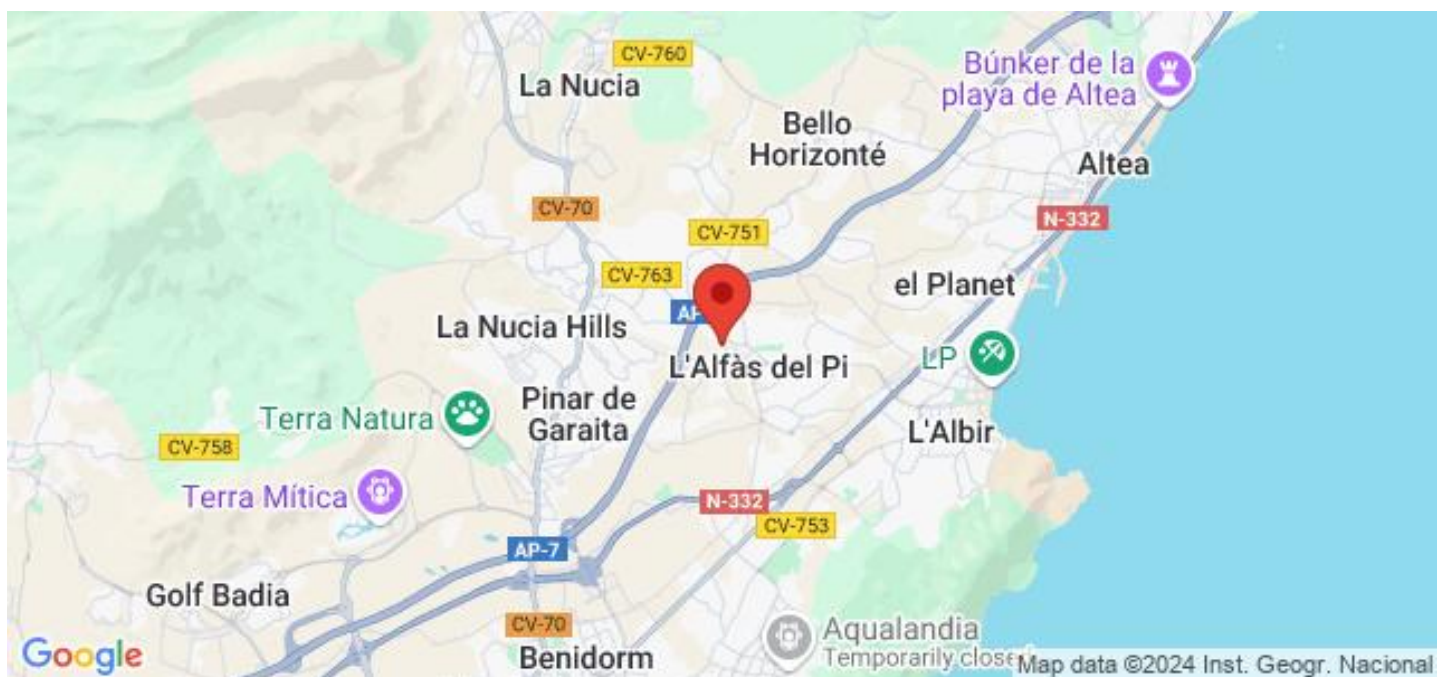 CV-760
La Nucia
Búnker de la
playa de Altea
Bello
Horizonté
Altea
CV-70
N-332
CV-751
CV-763
el Planet
AP
La Nucia Hills
L'Alfàs del Pi
LP
Terra Natura
Pinar de
Garaita
L'Albir
CV-758
Terra Mítica
N-332
CV-753
AP-7
Golf Badia
CV-70
Aqualandia
Temporarily close
Benidorm
Google
Map data ©2024 Inst. Geogr. Nacional